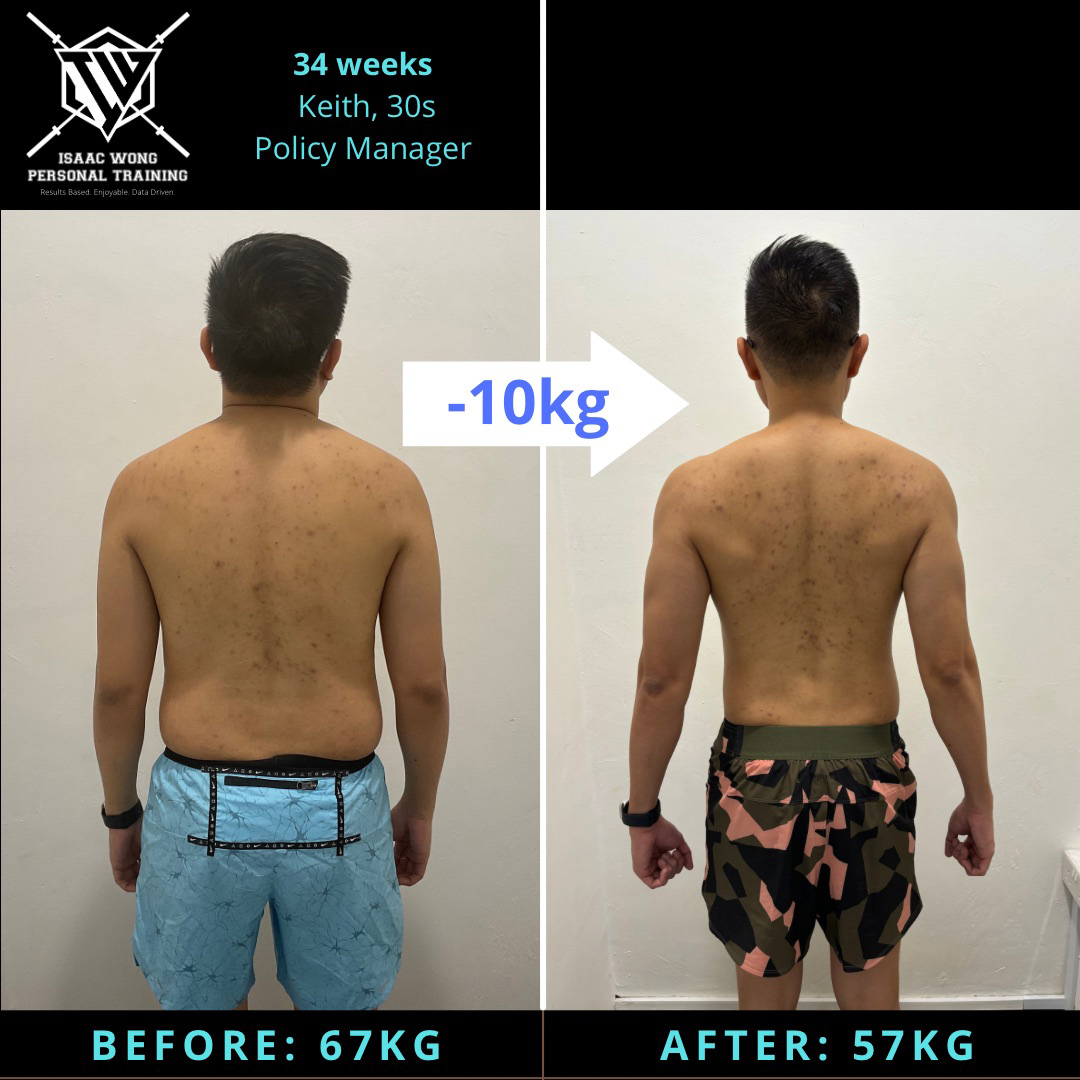 34 weeks
Keith, 30s
Policy Manager
ISAAC WONG
PERSONAL TRAINING
Results Based. Enjoyable. Data Driven.
-10kg
BEFORE: 67KG
AFTER: 57KG